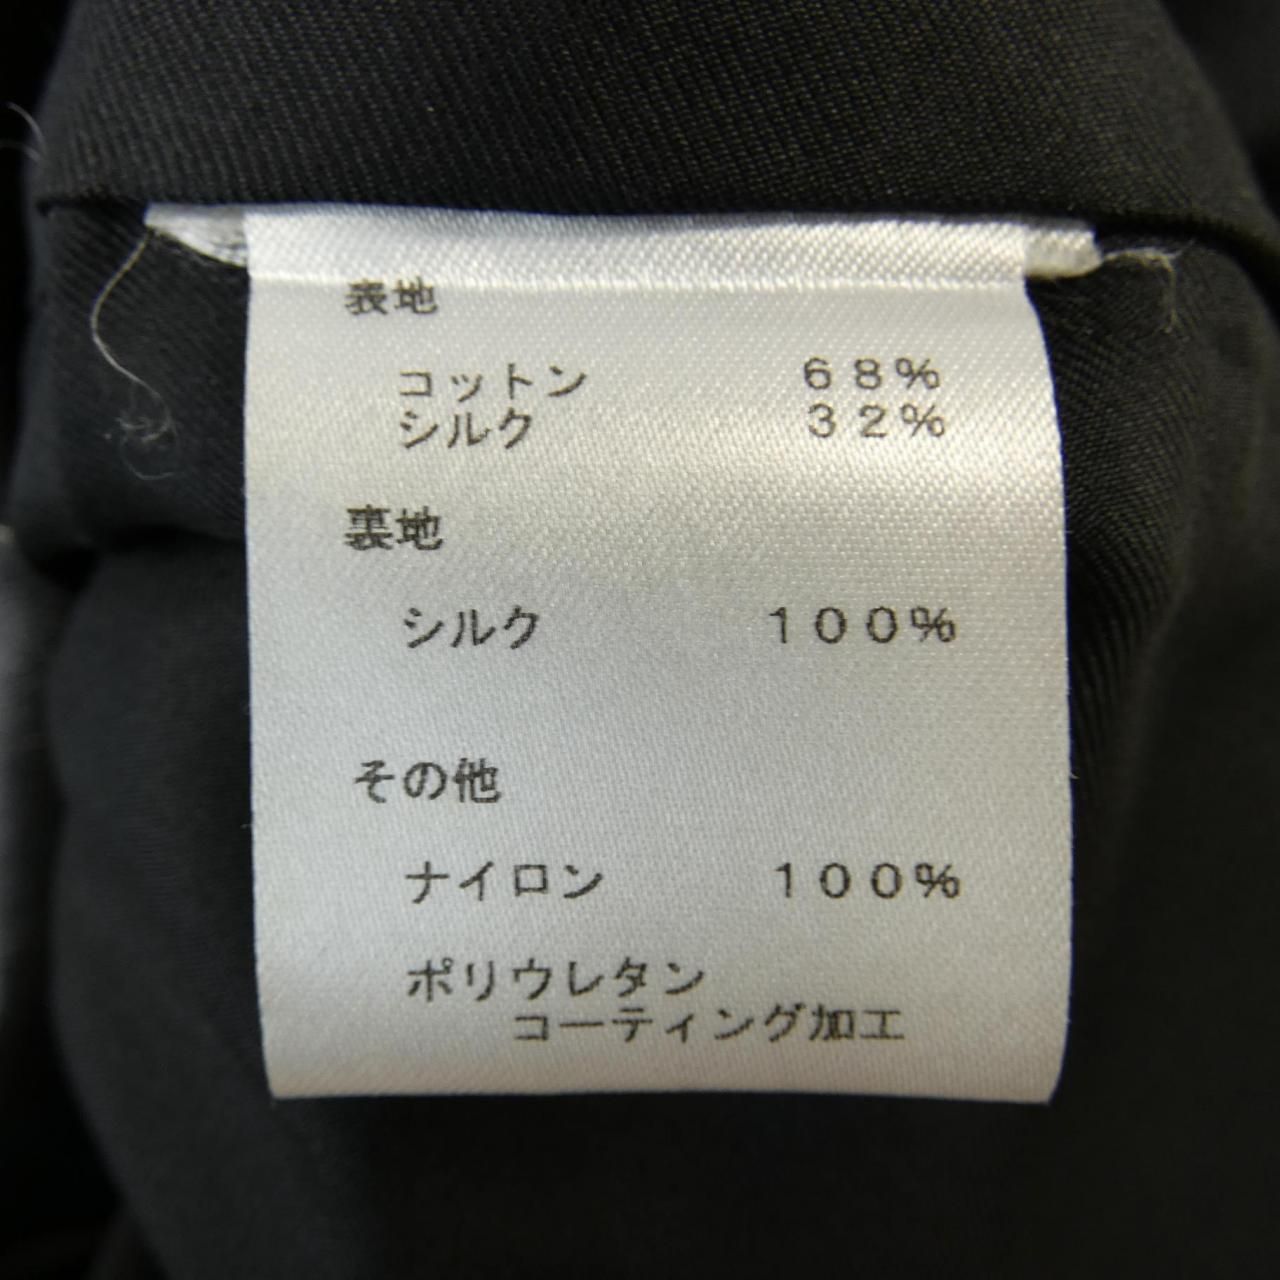 表地
コットン ６８％
シルク ３２％
裏地
シルク １００％
その他
ナイロン １００％
ポリウレタン
コーティング加工